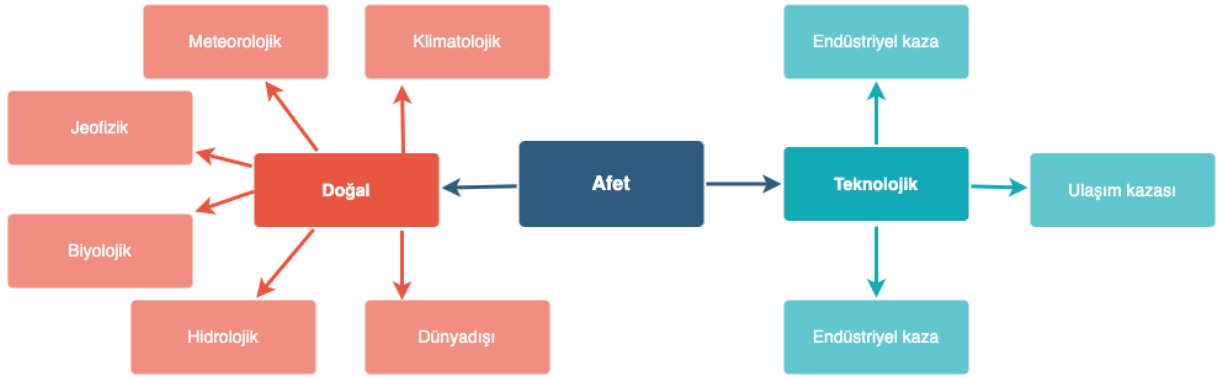 Meteorolojik
Klimatolojik
Endüstriyel kaza
Jeofizik
Doğal
Afet
Teknolojik
Ulaşım kazası
Biyolojik
Hidrolojik
Dünyadışı
Endüstriyel kaza